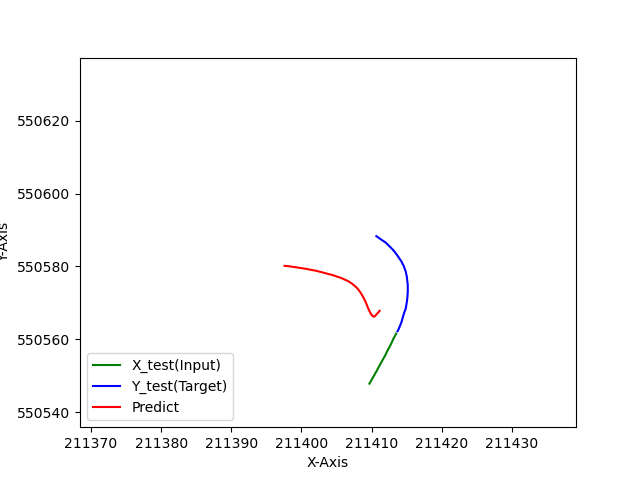 550620
550600
550580
550560
550540
Y-Axis
X_test(Input)
Y_test(Target)
Predict
211370 211380 211390 211400 211410 211420 211430
X-Axis